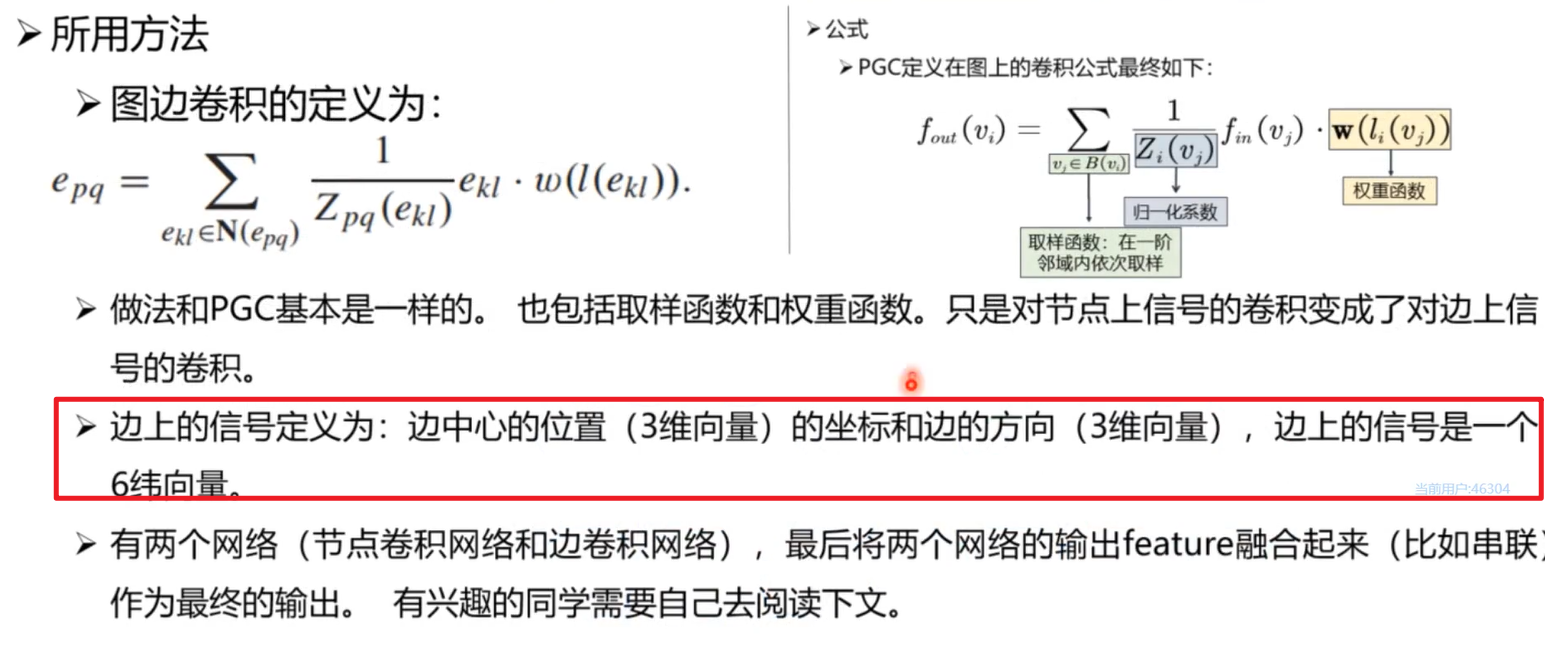 ➢所用方法
➢图边卷积的定义为：
e_{pq} = \sum_{e_{kl}∈N(e_{pq})} \frac{1}{Z_{pq}(e_{kl})} e_{kl} · w(l(e_{kl})).
➢公式
➢PGC定义在图上的卷积公式最终如下：
f_{out}(v_i) = \sum_{v_j∈B(v_i)} \frac{1}{Z_i(v_j)} f_{in}(v_j) · w(l_i(v_j))
权重函数
归一化系数
取样函数：在一阶
邻域内依次取样
➢做法和PGC基本是一样的。 也包括取样函数和权重函数。只是对节点上信号的卷积变成了对边上信
号的卷积。
➢边上的信号定义为：边中心的位置（3维向量）的坐标和边的方向（3维向量），边上的信号是一个
6纬向量。
当前用户:46304
➢有两个网络（节点卷积网络和边卷积网络），最后将两个网络的输出feature融合起来（比如串联）
作为最终的输出。 有兴趣的同学需要自己去阅读下文。